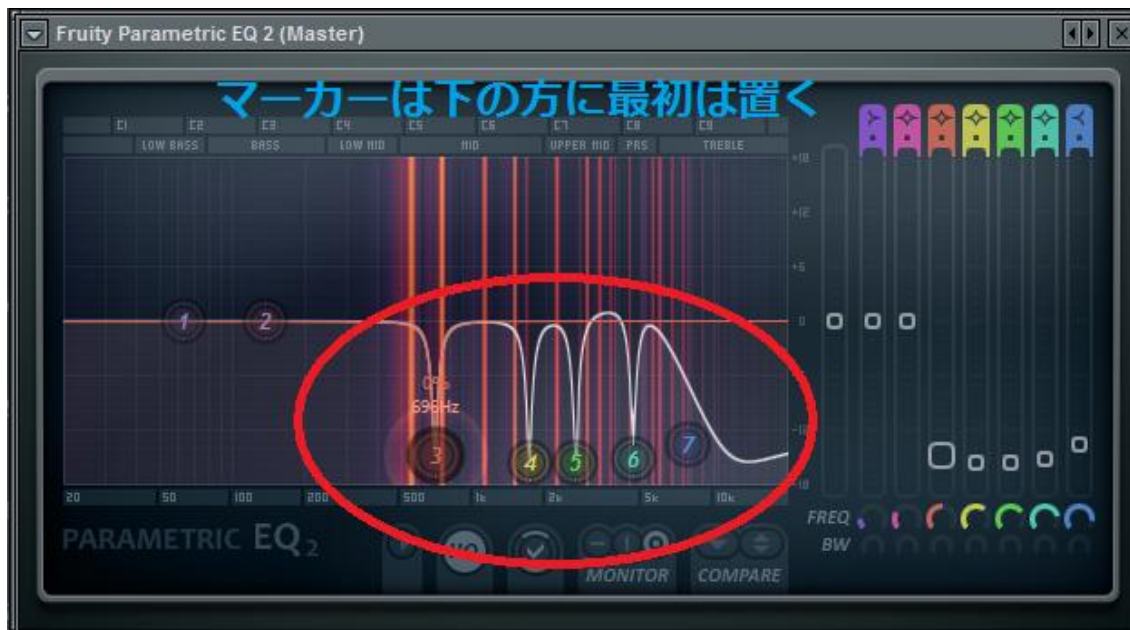 Fruity Parametric EQ 2 (Master)
マーカーは下の方に最初は置く
C1 C2 C3 C4 C5 C6 C7 C8 C9
LOW BASS BASS LOW MID MID UPPER MID PRS TREBLE
+18
+12
+6
0
1 2
0%
696Hz
3 4 5 6 7
-18
20 50 100 200 500 1k 2k 5k 10k
FREQ
BW
PARAMETRIC EQ 2
HQ
MONITOR COMPARE